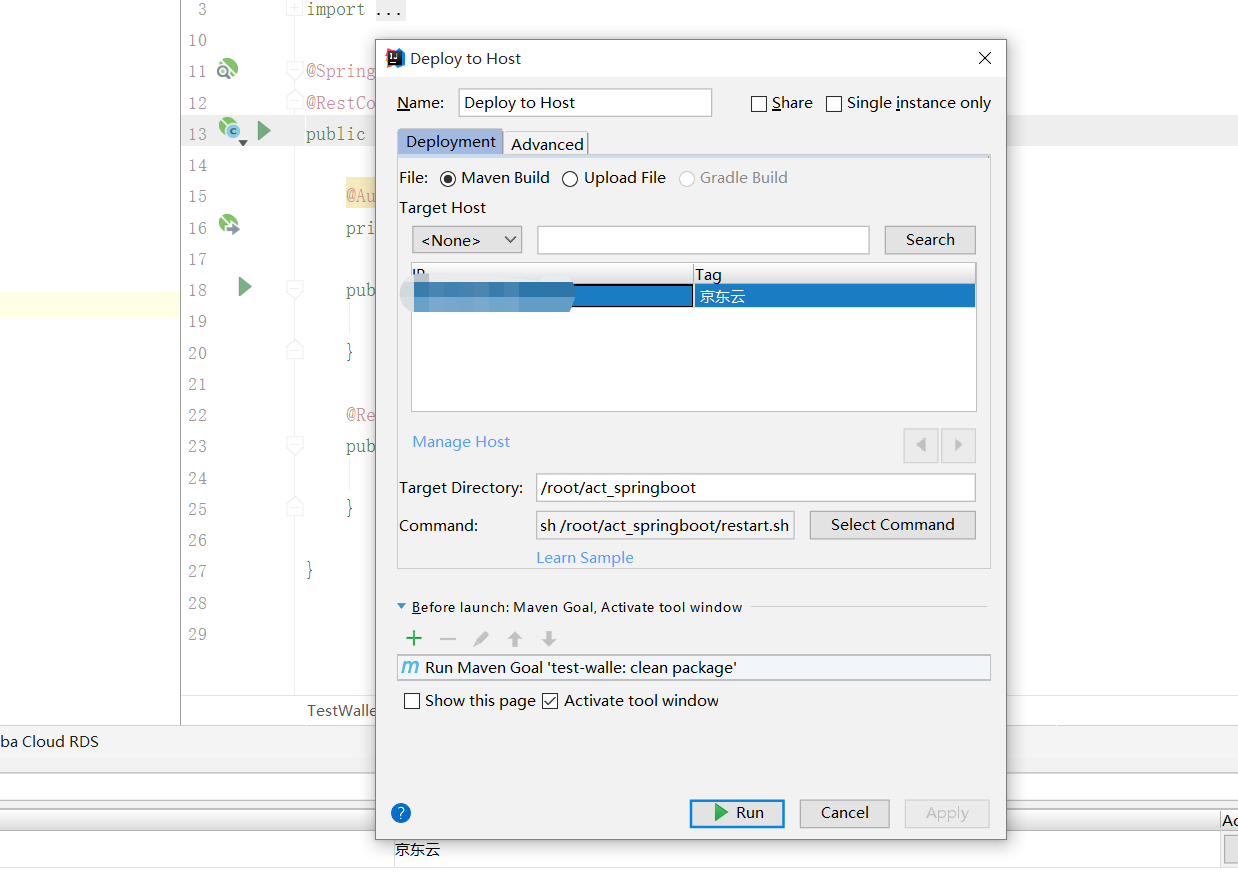 3 import ...
10
11 @Spring
12 @RestCo
13 public
14
15 @Au
16 pri
17
18 pub
19
20 }
21
22 @Re
23 pub
24
25 }
26
27 }
28
29
TestWalle
ba Cloud RDS
Deploy to Host
Name: Deploy to Host Share Single instance only
Deployment Advanced
File: Maven Build Upload File Gradle Build
Target Host
<None> Search
IP Tag
京东云
Manage Host
Target Directory: /root/act_springboot
Command: sh /root/act_springboot/restart.sh Select Command
Learn Sample
Before launch: Maven Goal, Activate tool window
Run Maven Goal 'test-walle: clean package'
Show this page Activate tool window
? Run Cancel Apply
Ac
京东云